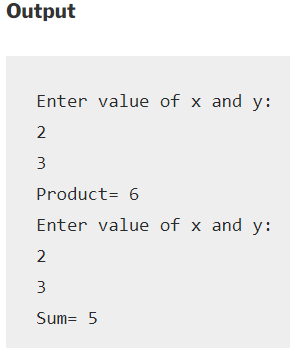 Output
Enter value of x and y:
2
3
Product= 6
Enter value of x and y:
2
3
Sum= 5